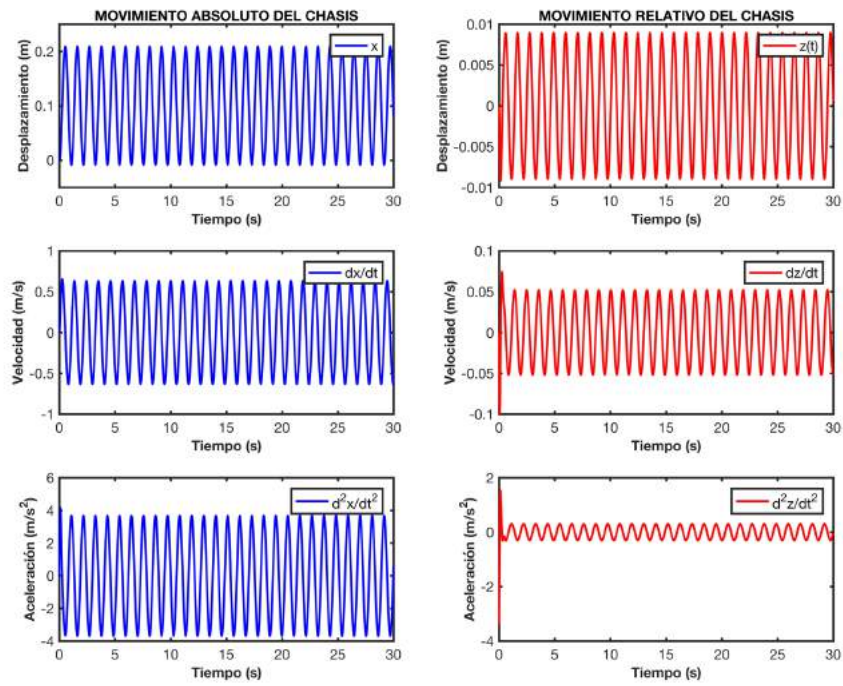 MOVIMIENTO ABSOLUTO DEL CHASIS
Desplazamiento (m)
0.2
0.1
0
x
0 5 10 15 20 25 30
Tiempo (s)
MOVIMIENTO RELATIVO DEL CHASIS
Desplazamiento (m)
0.01
0.005
0
-0.005
-0.01
z(t)
0 5 10 15 20 25 30
Tiempo (s)
Velocidad (m/s)
1
0.5
0
-0.5
-1
dx/dt
0 5 10 15 20 25 30
Tiempo (s)
Velocidad (m/s)
0.1
0.05
0
-0.05
-0.1
dz/dt
0 5 10 15 20 25 30
Tiempo (s)
Aceleración (m/s²)
6
4
2
0
-2
-4
d²x/dt²
0 5 10 15 20 25 30
Tiempo (s)
Aceleración (m/s²)
2
0
-2
-4
d²z/dt²
0 5 10 15 20 25 30
Tiempo (s)